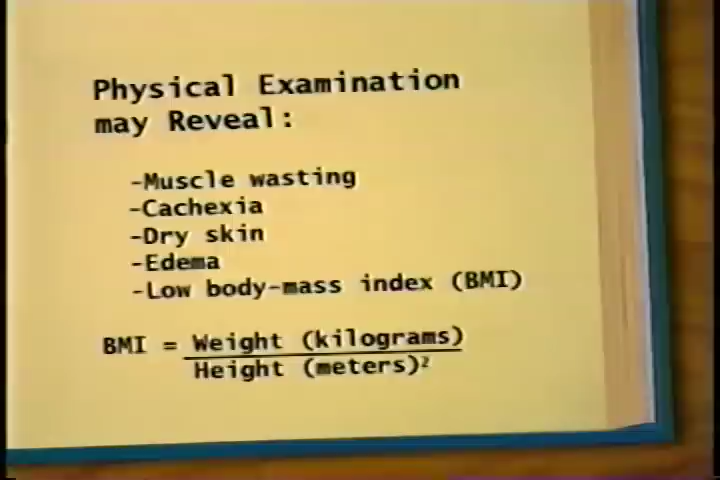 Physical Examination
may Reveal:
-Muscle wasting
-Cachexia
-Dry skin
-Edema
-Low body-mass index (BMI)
BMI = Weight (kilograms)
Height (meters)²